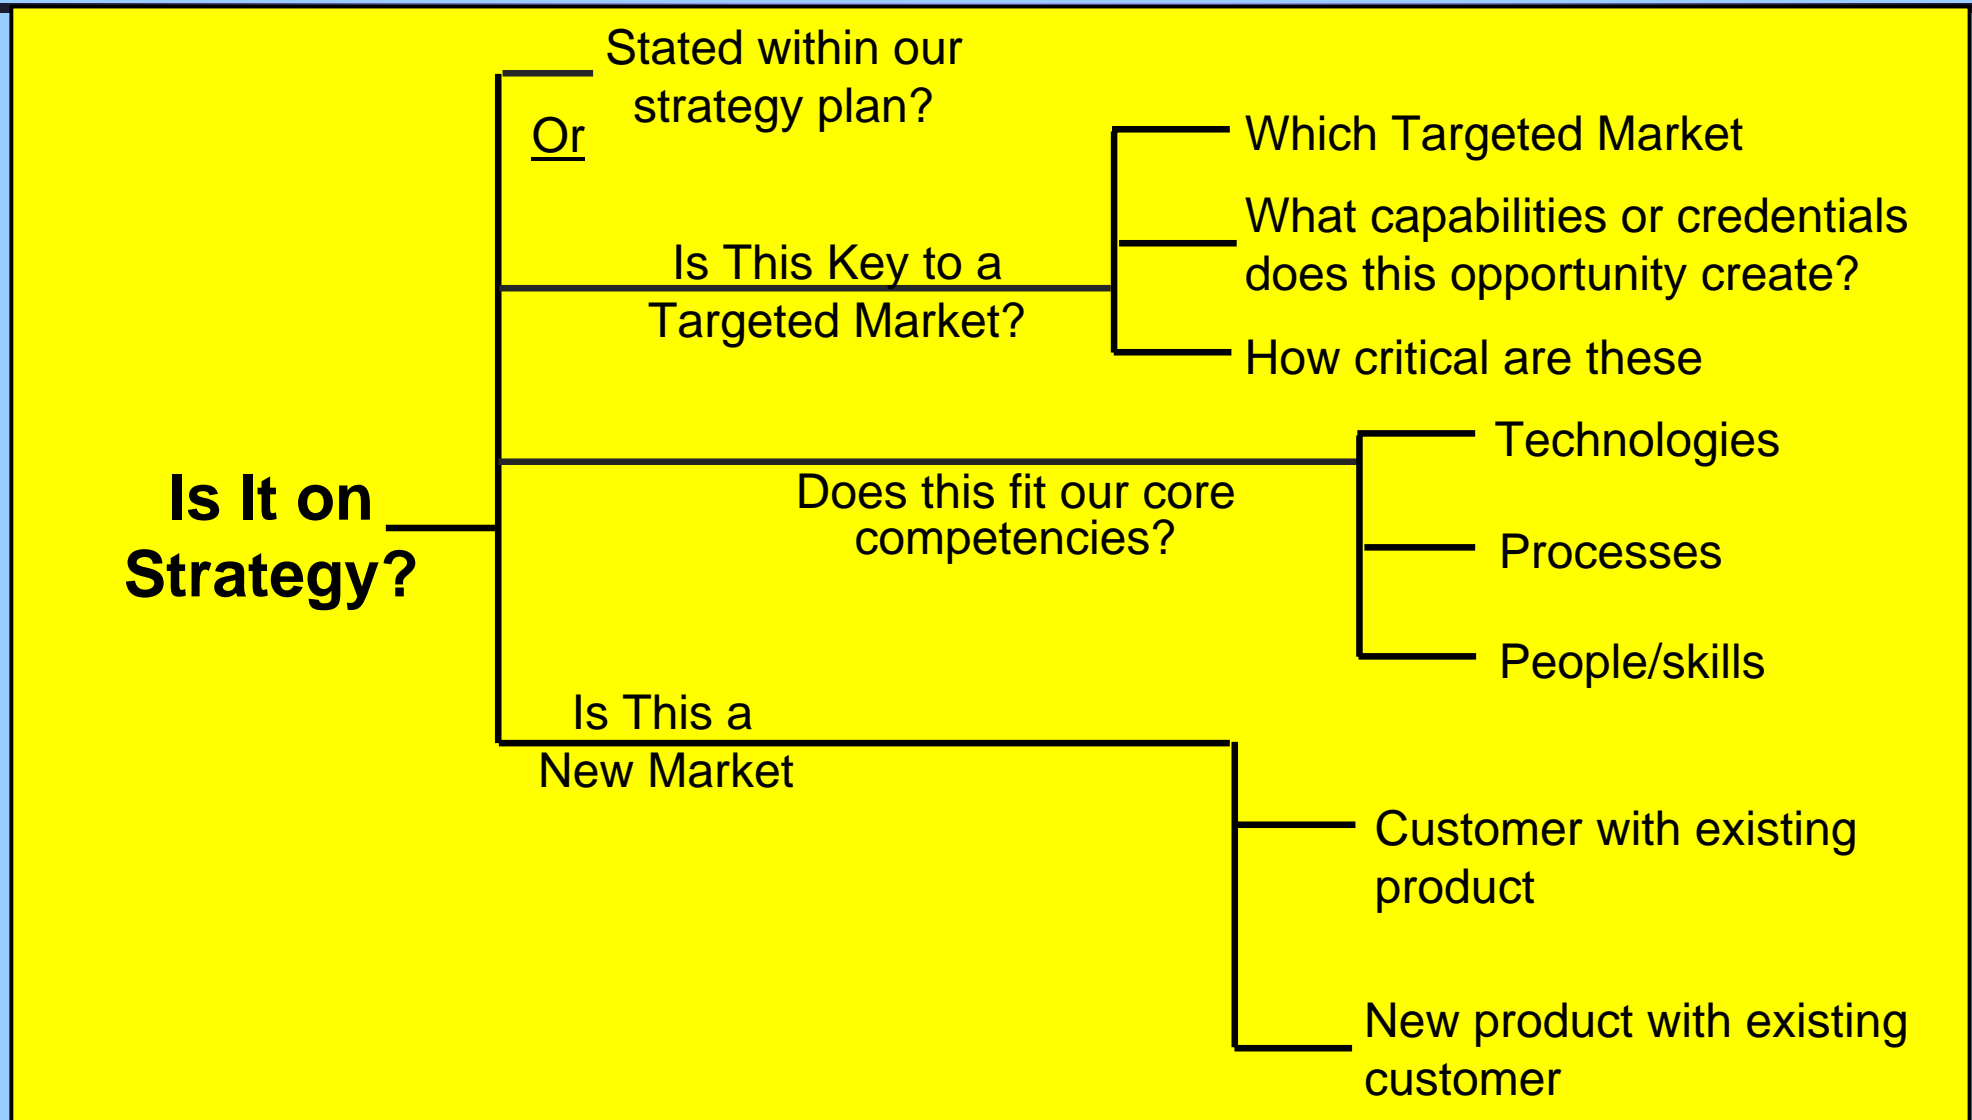 Stated within our
strategy plan?
Or
Which Targeted Market
What capabilities or credentials
does this opportunity create?
Is This Key to a
Targeted Market?
How critical are these
Technologies
Is It on
Strategy?
Does this fit our core
competencies?
Processes
People/skills
Is This a
New Market
Customer with existing
product
New product with existing
customer